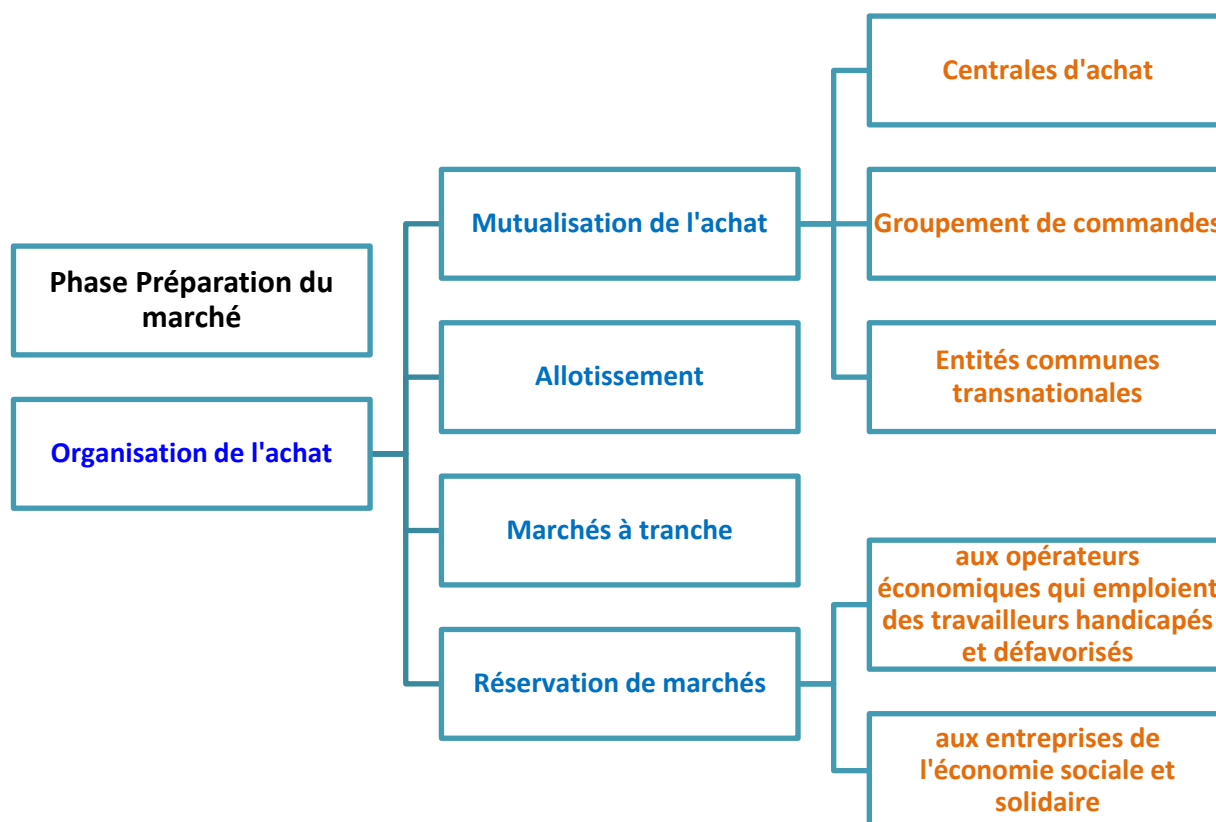 Phase Préparation du
marché
Organisation de l'achat
Mutualisation de l'achat
Centrales d'achat
Groupement de commandes
Entités communes
transnationales
Allotissement
Marchés à tranche
Réservation de marchés
aux opérateurs
économiques qui emploient
des travailleurs handicapés
et défavorisés
aux entreprises de
l'économie sociale et
solidaire